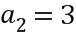 a₂ = 3